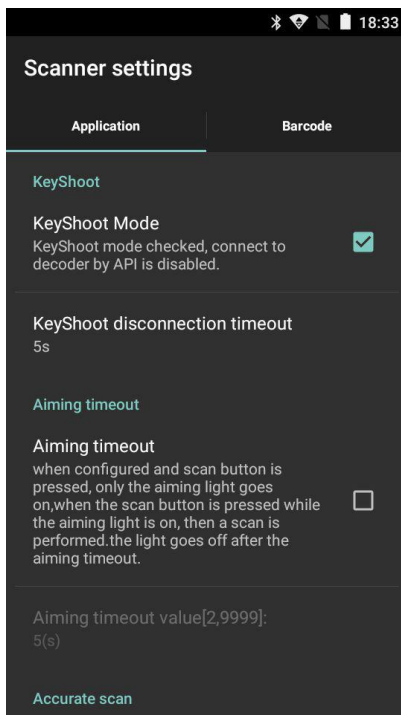 18:33
Scanner settings
Application
Barcode
KeyShoot
KeyShoot Mode
KeyShoot mode checked, connect to
decoder by API is disabled.
KeyShoot disconnection timeout
5s
Aiming timeout
Aiming timeout
when configured and scan button is
pressed, only the aiming light goes
on,when the scan button is pressed while
the aiming light is on, then a scan is
performed.the light goes off after the
aiming timeout.
Aiming timeout value[2,9999]:
5(s)
Accurate scan